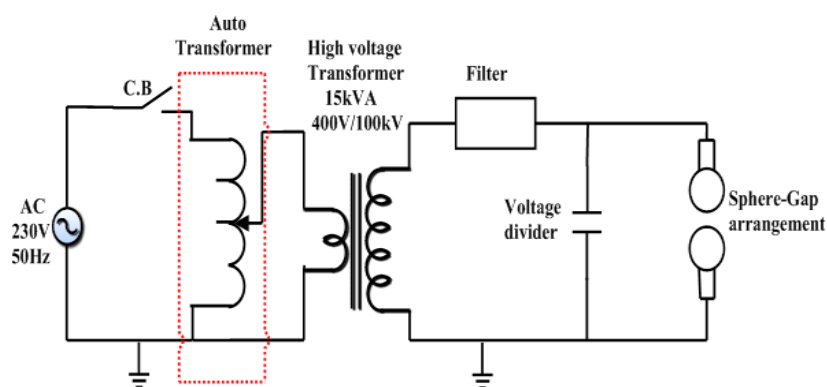 Auto
Transformer
C.B
High voltage
Transformer
15kVA
400V/100kV
Filter
AC
230V
50Hz
Voltage
divider
Sphere-Gap
arrangement